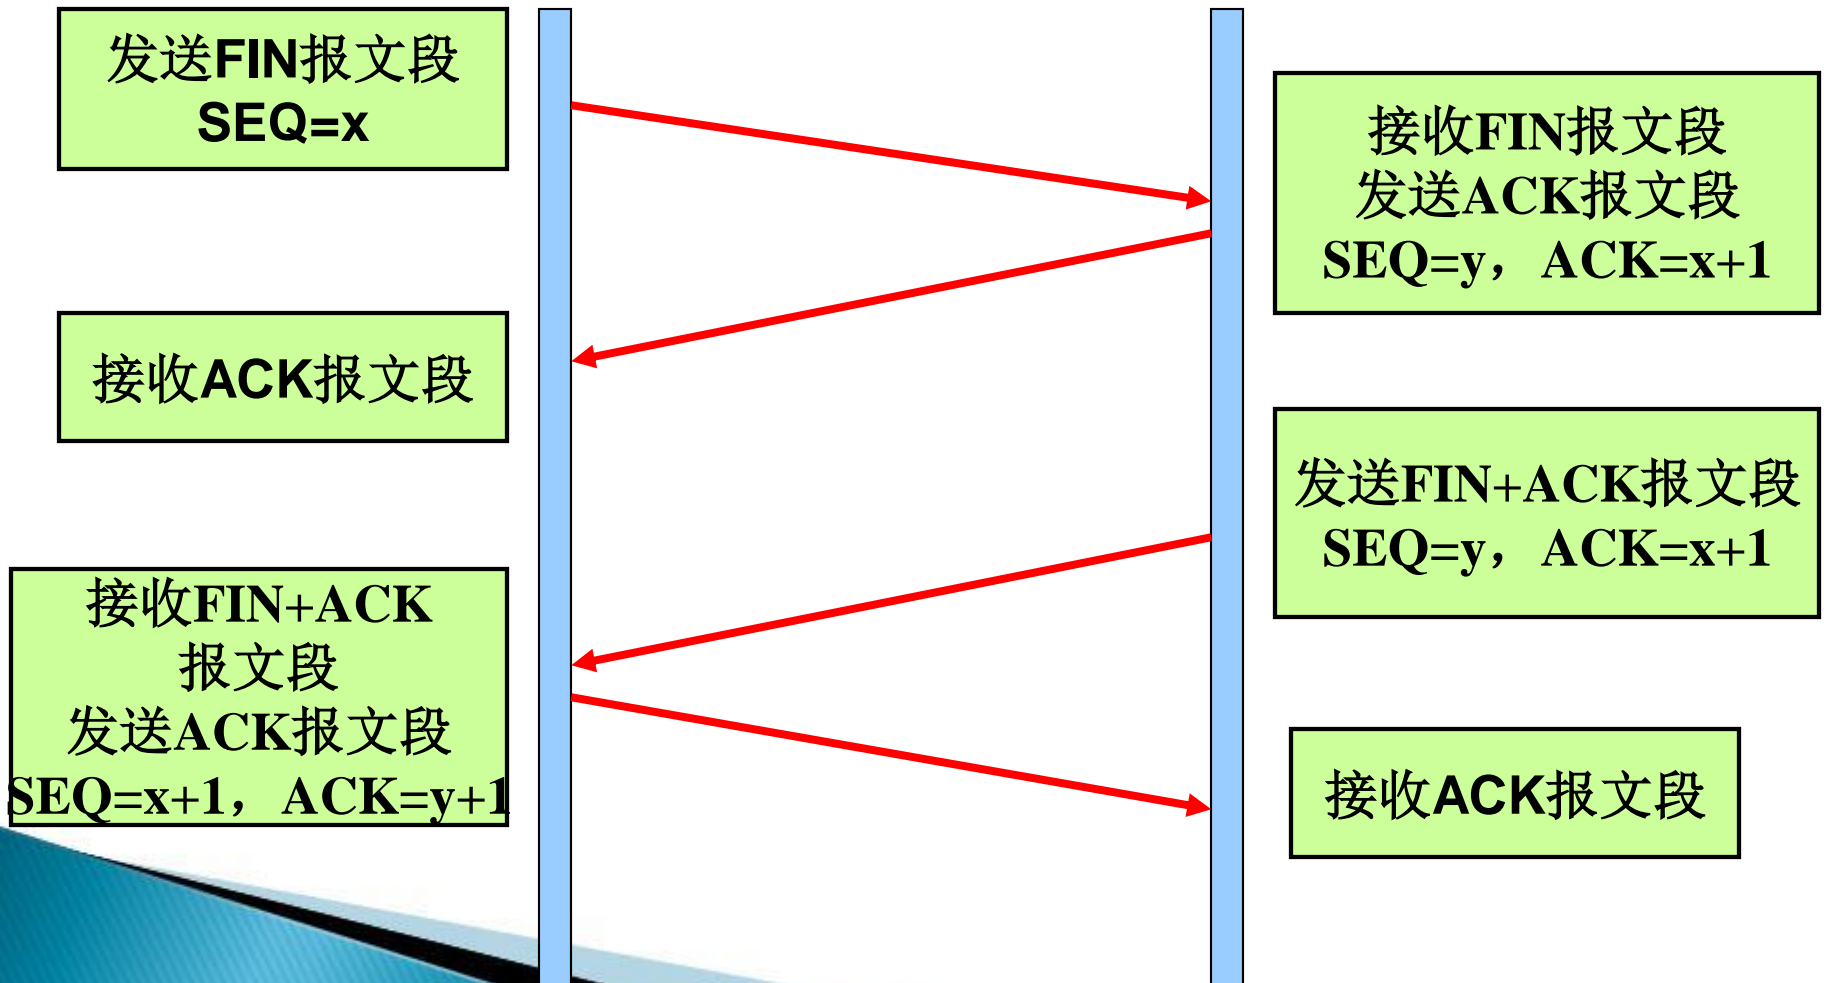 发送FIN报文段
SEQ=x
接收FIN报文段
发送ACK报文段
SEQ=y，ACK=x+1
接收ACK报文段
发送FIN+ACK报文段
SEQ=y，ACK=x+1
接收FIN+ACK
报文段
发送ACK报文段
SEQ=x+1，ACK=y+1
接收ACK报文段